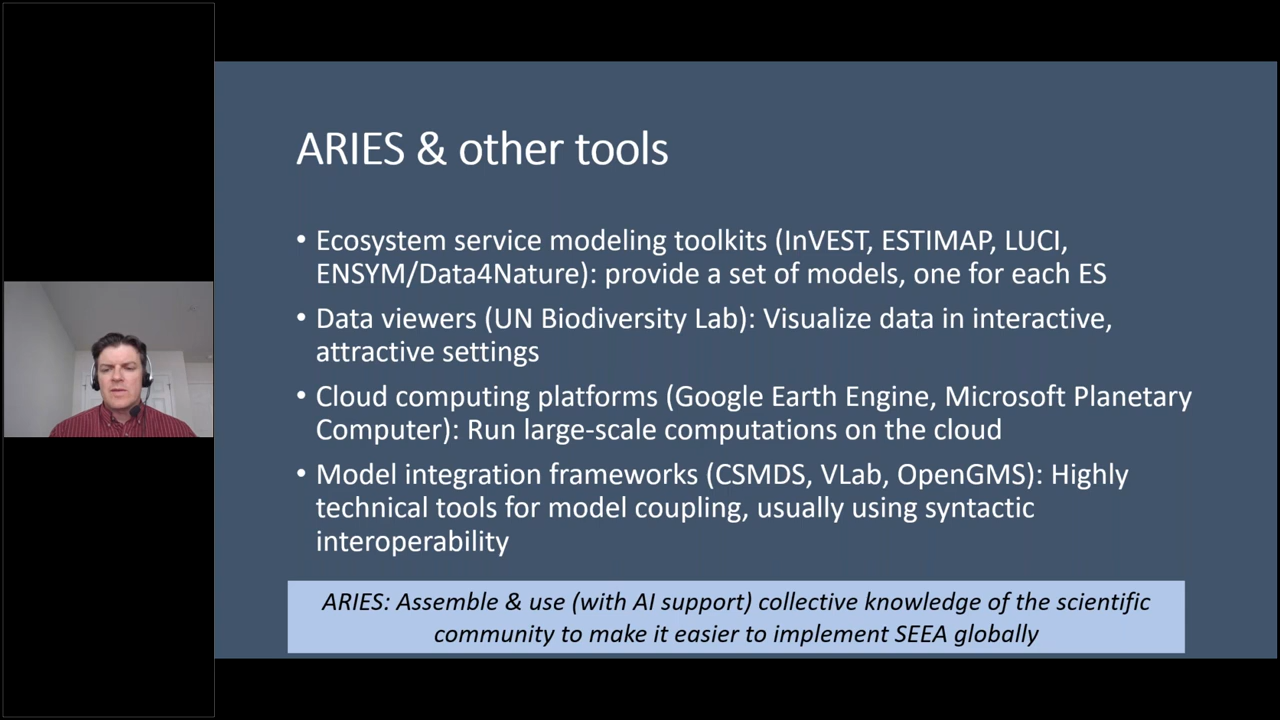 ARIES & other tools
• Ecosystem service modeling toolkits (InVEST, ESTIMAP, LUCI,
ENSYM/Data4Nature): provide a set of models, one for each ES
• Data viewers (UN Biodiversity Lab): Visualize data in interactive,
attractive settings
• Cloud computing platforms (Google Earth Engine, Microsoft Planetary
Computer): Run large-scale computations on the cloud
• Model integration frameworks (CSMDS, VLab, OpenGMS): Highly
technical tools for model coupling, usually using syntactic
interoperability
ARIES: Assemble & use (with AI support) collective knowledge of the scientific
community to make it easier to implement SEEA globally